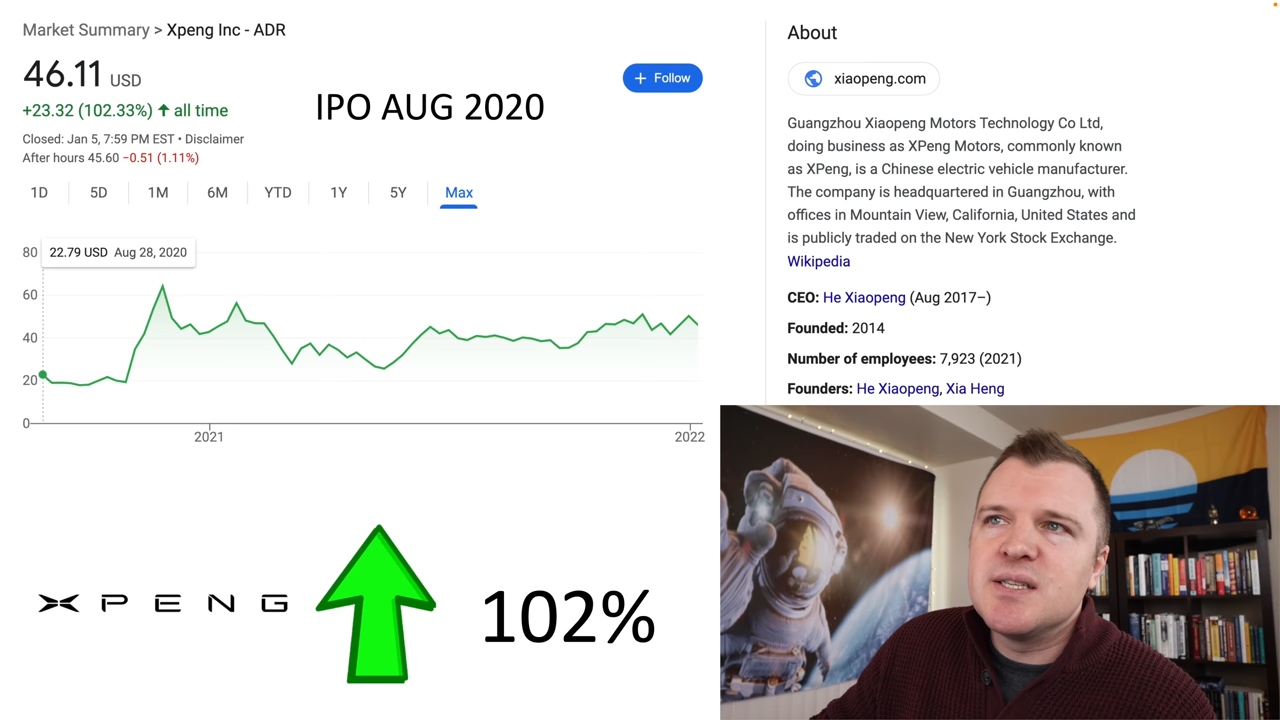 Market Summary > Xpeng Inc - ADR
46.11 USD
+ Follow
+23.32 (102.33%) ↑ all time
Closed: Jan 5, 7:59 PM EST • Disclaimer
After hours 45.60 −0.51 (1.11%)
IPO AUG 2020
1D 5D 1M 6M YTD 1Y 5Y Max
22.79 USD Aug 28, 2020
80
60
40
20
0
2021 2022
XPENG
102%
About
xiaopeng.com
Guangzhou Xiaopeng Motors Technology Co Ltd,
doing business as XPeng Motors, commonly known
as XPeng, is a Chinese electric vehicle manufacturer.
The company is headquartered in Guangzhou, with
offices in Mountain View, California, United States and
is publicly traded on the New York Stock Exchange.
Wikipedia
CEO: He Xiaopeng (Aug 2017–)
Founded: 2014
Number of employees: 7,923 (2021)
Founders: He Xiaopeng, Xia Heng